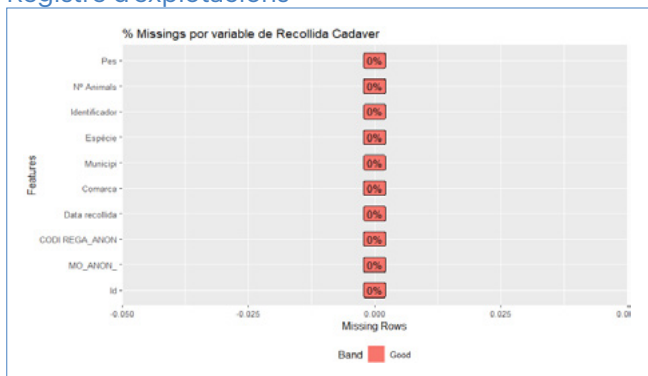 Registre d'explotacions
% Missings por variable de Recollida Cadaver
Features
Pes
0%
Nº Animals
0%
Identificador
0%
Espècie
0%
Municipi
0%
Comarca
0%
Data recollida
0%
CODI REGA_ANON
0%
MO_ANON_
0%
Id
0%
-0.050 -0.025 0.000 0.025
Missing Rows
Band Good